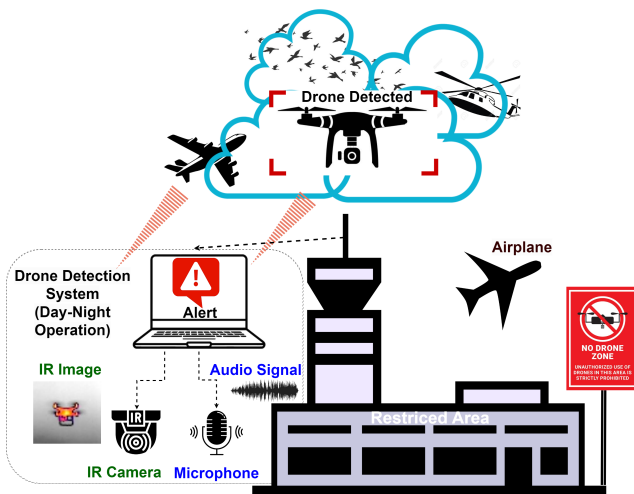 Drone Detected
Airplane
Drone Detection
System
(Day-Night
Operation)
Alert
NO DRONE
ZONE
UNAUTHORIZED USE OF
DRONES IN THIS AREA IS
STRICTLY PROHIBITED
IR Image
Audio Signal
IR
Restriced Area
IR Camera
Microphone